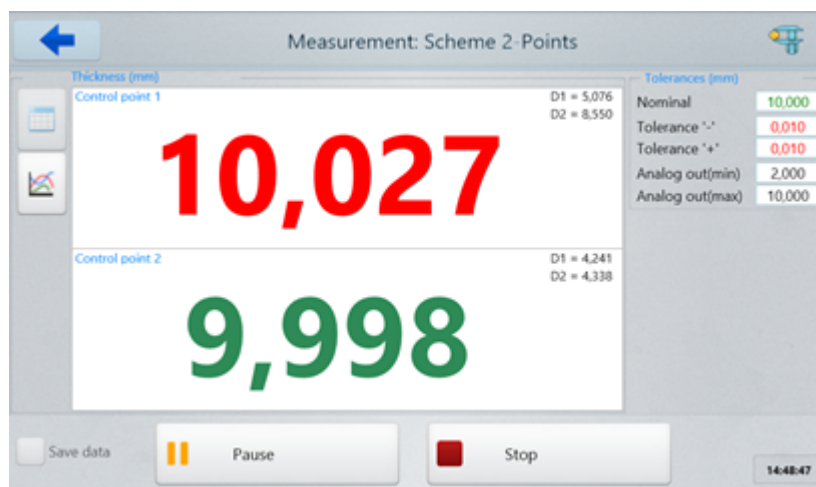 Measurement: Scheme 2-Points
Thickness (mm)
Control point 1
D1 = 5,076
D2 = 8,550
10,027
Control point 2
D1 = 4,241
D2 = 4,338
9,998
Tolerances (mm)
Nominal 10,000
Tolerance '-' 0,010
Tolerance '+' 0,010
Analog out(min) 2,000
Analog out(max) 10,000
Save data
Pause
Stop
14:48:47